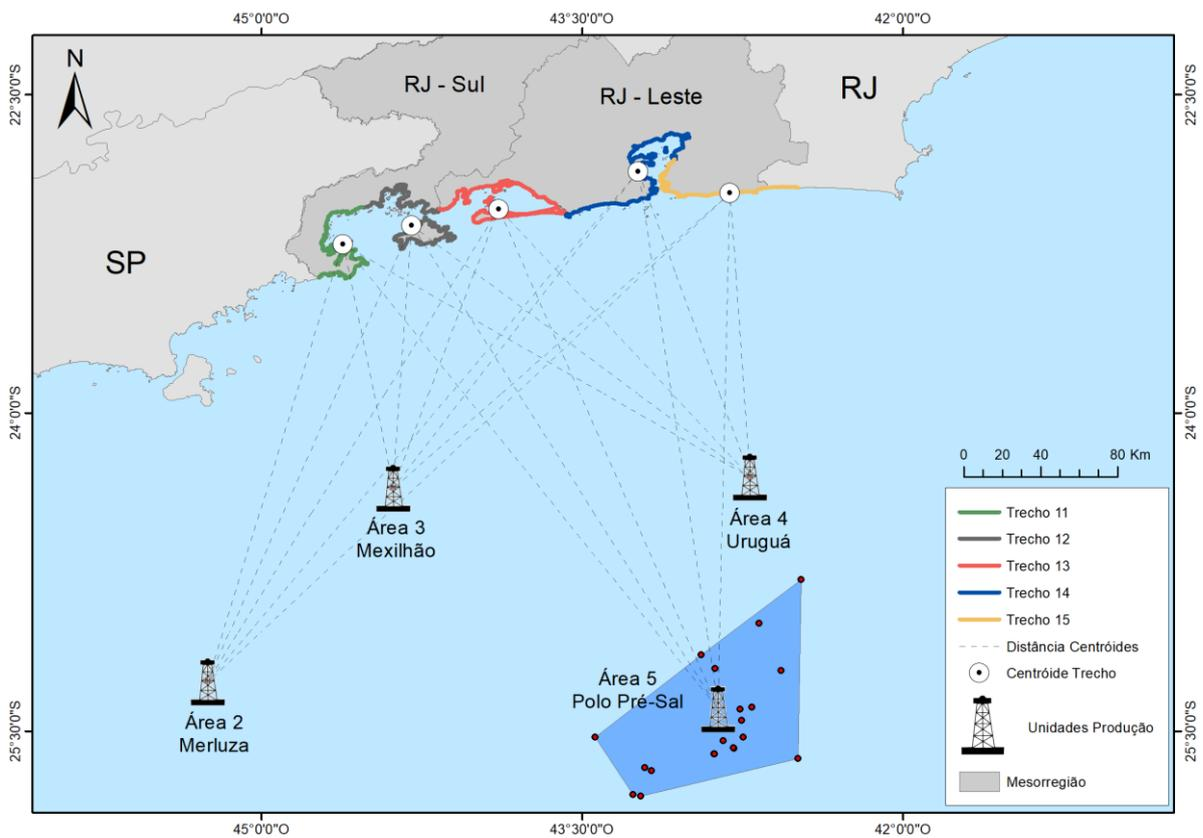 45°0'0"O 43°30'0"O 42°0'0"O
N
22°30'0"S
22°30'0"S
RJ - Sul
RJ - Leste
RJ
SP
24°0'0"S
24°0'0"S
0 20 40 80 Km
Área 3
Mexilhão
Área 4
Uruguá
Trecho 11
Trecho 12
Trecho 13
Trecho 14
Trecho 15
Distância Centróides
Centróide Trecho
Unidades Produção
Mesorregião
Área 5
Polo Pré-Sal
Área 2
Merluza
25°30'0"S
25°30'0"S
45°0'0"O 43°30'0"O 42°0'0"O